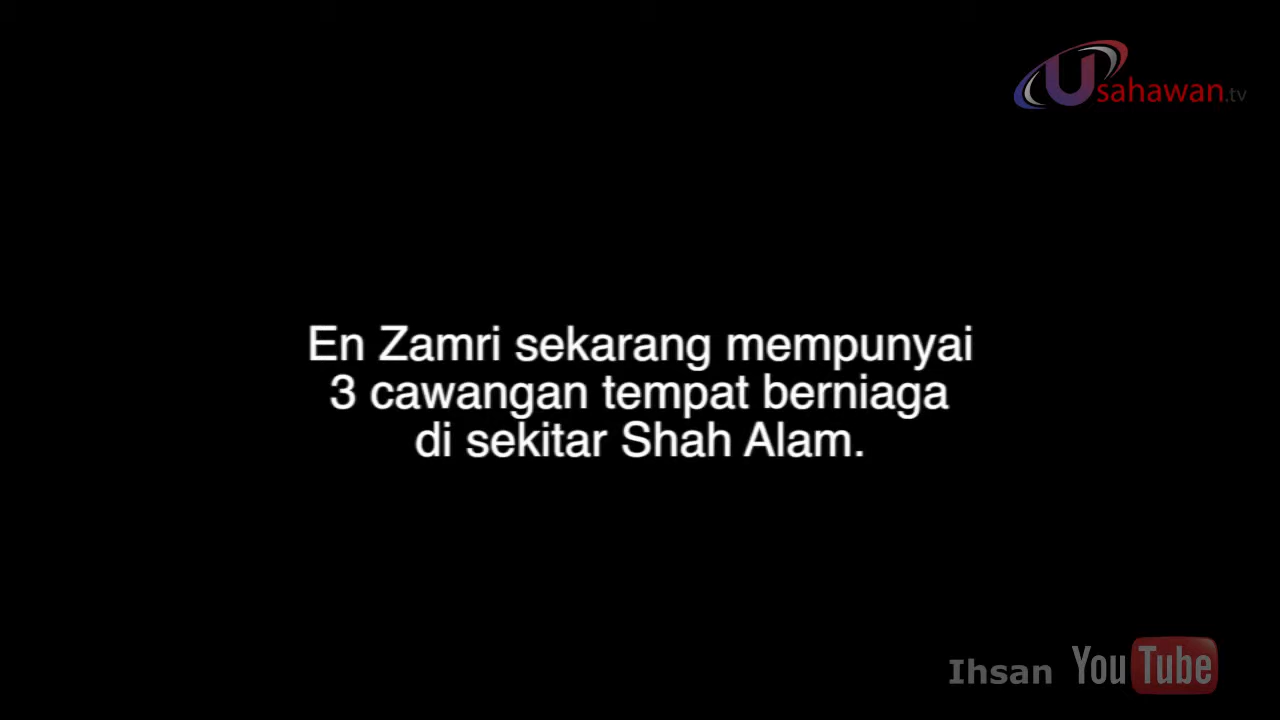 Usahawan.tv
En Zamri sekarang mempunyai
3 cawangan tempat berniaga
di sekitar Shah Alam.
Ihsan YouTube